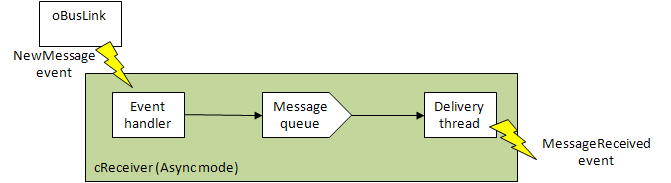 oBusLink
NewMessage
event
Event
handler
Message
queue
Delivery
thread
MessageReceived
event
cReceiver (Async mode)